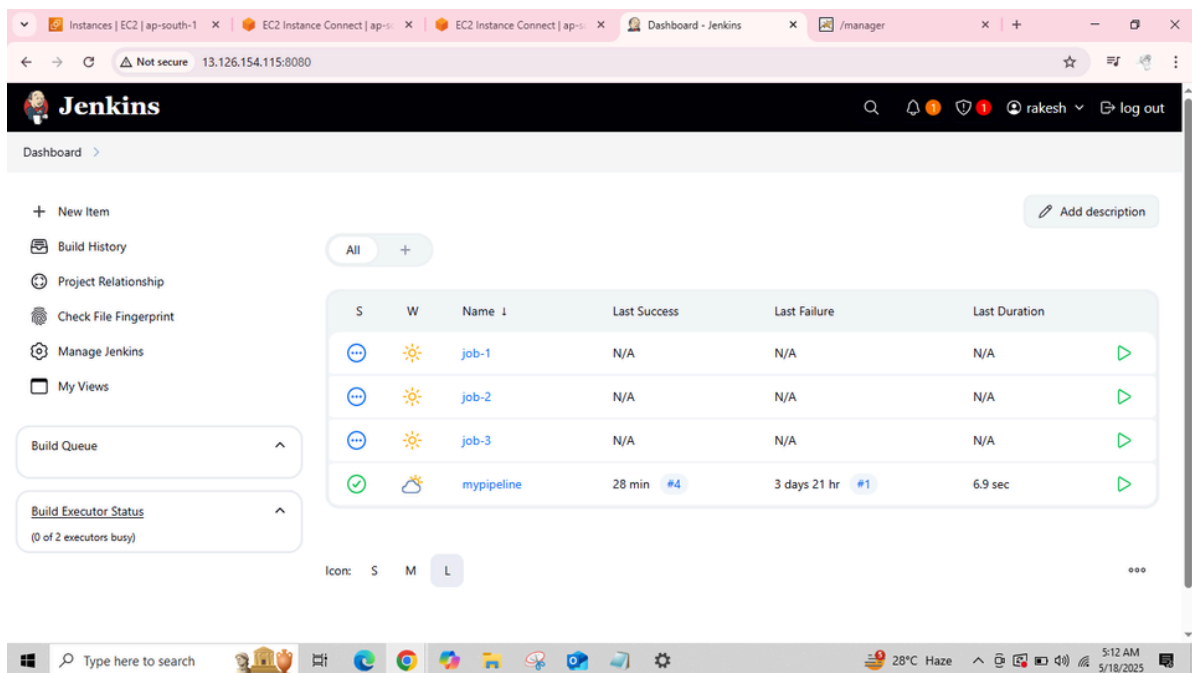 Instances | EC2 | ap-south-1
EC2 Instance Connect | ap-s
EC2 Instance Connect | ap-s
Dashboard - Jenkins
/manager
Not secure 13.126.154.115:8080
Jenkins
1
1
rakesh
log out
Dashboard
New Item
Add description
Build History
All +
Project Relationship
Check File Fingerprint
Manage Jenkins
My Views
S W Name ↓ Last Success Last Failure Last Duration
job-1 N/A N/A N/A
job-2 N/A N/A N/A
job-3 N/A N/A N/A
mypipeline 28 min #4 3 days 21 hr #1 6.9 sec
Build Queue
Build Executor Status
(0 of 2 executors busy)
Icon: S M L
Type here to search
9
28°C Haze
5:12 AM
5/18/2025